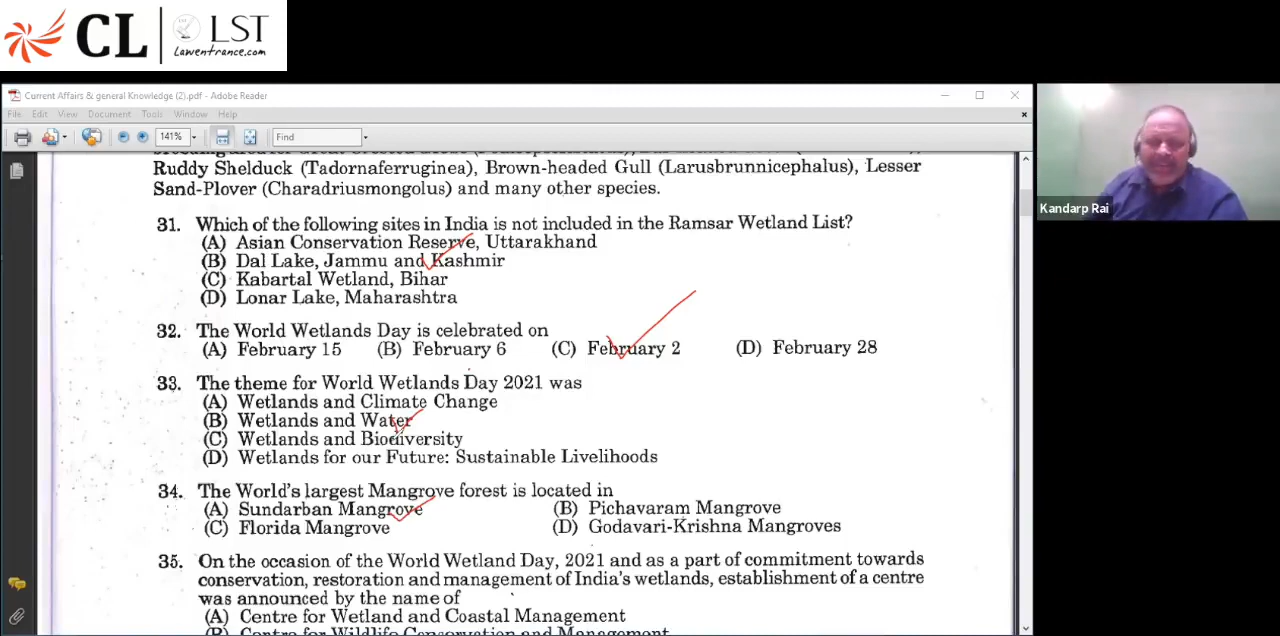 CL LST
Lawentrance.com
Current Affairs & general Knowledge (2).pdf - Adobe Reader
File Edit View Document Tools Window Help
141% Find
Ruddy Shelduck (Tadornaferruginea), Brown-headed Gull (Larusbrunnicephalus), Lesser
Sand-Plover (Charadriusmongolus) and many other species.
31. Which of the following sites in India is not included in the Ramsar Wetland List?
(A) Asian Conservation Reserve, Uttarakhand
(B) Dal Lake, Jammu and Kashmir
(C) Kabartal Wetland, Bihar
(D) Lonar Lake, Maharashtra
32. The World Wetlands Day is celebrated on
(A) February 15 (B) February 6 (C) February 2 (D) February 28
33. The theme for World Wetlands Day 2021 was
(A) Wetlands and Climate Change
(B) Wetlands and Water
(C) Wetlands and Biodiversity
(D) Wetlands for our Future: Sustainable Livelihoods
34. The World's largest Mangrove forest is located in
(A) Sundarban Mangrove (B) Pichavaram Mangrove
(C) Florida Mangrove (D) Godavari-Krishna Mangroves
35. On the occasion of the World Wetland Day, 2021 and as a part of commitment towards
conservation, restoration and management of India's wetlands, establishment of a centre
was announced by the name of
(A) Centre for Wetland and Coastal Management
(B) Centre for Wildlife Conservation and Management
Kandarp Rai